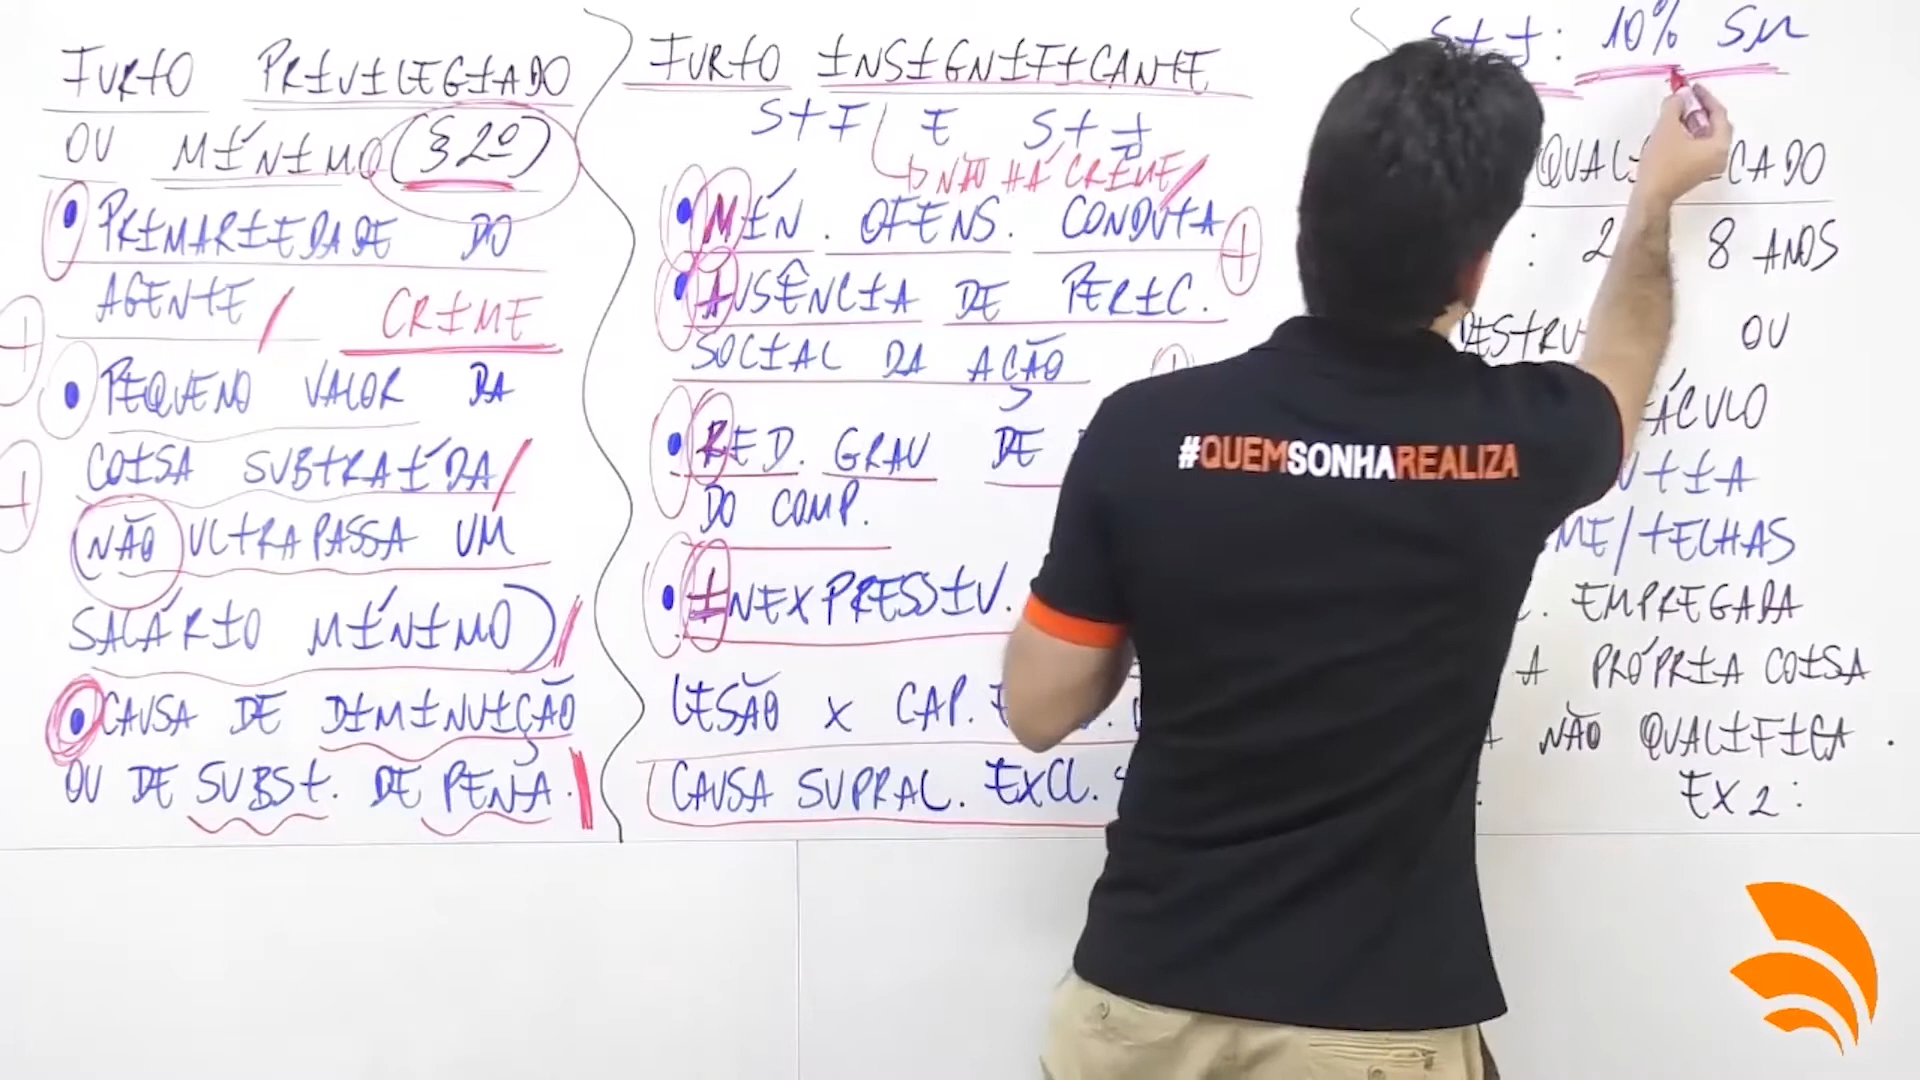 FURTO PRIVILEGIADO
OU MÍNIMO (§ 2º)
PRIMARIEDADE DO
AGENTE / CRIME
PEQUENO VALOR DA
COISA SUBTRAÍDA /
(NÃO ULTRAPASSA UM
SALÁRIO MÍNIMO)
CAUSA DE DIMINUIÇÃO
OU DE SUBST. DE PENA.
FURTO INSIGNIFICANTE
STF E STJ
NÃO HÁ CRIME
MÍN. OFENS. CONDUTA
AUSÊNCIA DE PERIC.
SOCIAL DA AÇÃO
RED. GRAU DE
DO COMP.
INEXPRESSIV.
LESÃO X CAP.
CAUSA SUPRAL. EXCL.
STJ: 10% SM
: 2 8 ANOS
OU
EMPREGADA
A PRÓPRIA COISA
NÃO QUALIFICA.
EX 2:
/TELHAS
#QUEMSONHAREALIZA